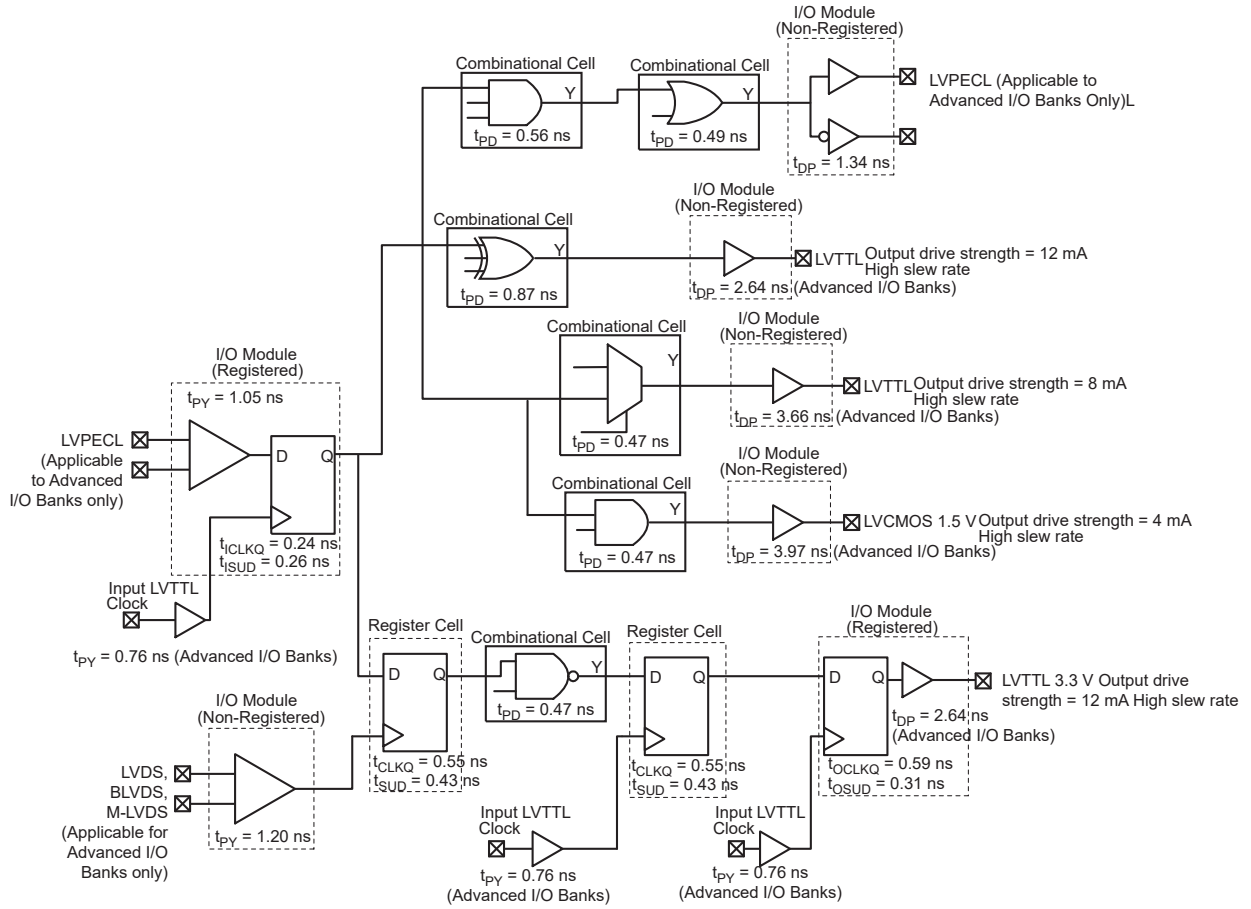 I/O Module
(Non-Registered)
Combinational Cell
Y
tPD = 0.56 ns
Combinational Cell
Y
tPD = 0.49 ns
tDP = 1.34 ns
LVPECL (Applicable to
Advanced I/O Banks Only)L
Combinational Cell
Y
tPD = 0.87 ns
I/O Module
(Non-Registered)
tDP = 2.64 ns (Advanced I/O Banks)
LVTTL Output drive strength = 12 mA
High slew rate
Combinational Cell
Y
tPD = 0.47 ns
I/O Module
(Non-Registered)
tDP = 3.66 ns (Advanced I/O Banks)
LVTTL Output drive strength = 8 mA
High slew rate
Combinational Cell
Y
tPD = 0.47 ns
I/O Module
(Non-Registered)
tDP = 3.97 ns (Advanced I/O Banks)
LVCMOS 1.5 V Output drive strength = 4 mA
High slew rate
I/O Module
(Registered)
tPY = 1.05 ns
LVPECL
(Applicable
to Advanced
I/O Banks only)
D Q
tICLKQ = 0.24 ns
tISUD = 0.26 ns
Input LVTTL
Clock
tPY = 0.76 ns (Advanced I/O Banks)
I/O Module
(Non-Registered)
LVDS,
BLVDS,
M-LVDS
(Applicable for
Advanced I/O
Banks only)
tPY = 1.20 ns
Register Cell
D Q
tCLKQ = 0.55 ns
tSUD = 0.43 ns
Combinational Cell
Y
tPD = 0.47 ns
Register Cell
D Q
tCLKQ = 0.55 ns
tSUD = 0.43 ns
Input LVTTL
Clock
tPY = 0.76 ns
(Advanced I/O Banks)
I/O Module
(Registered)
D Q
tDP = 2.64 ns
(Advanced I/O Banks)
tOCLKQ = 0.59 ns
tOSUD = 0.31 ns
LVTTL 3.3 V Output drive
strength = 12 mA High slew rate
Input LVTTL
Clock
tPY = 0.76 ns
(Advanced I/O Banks)